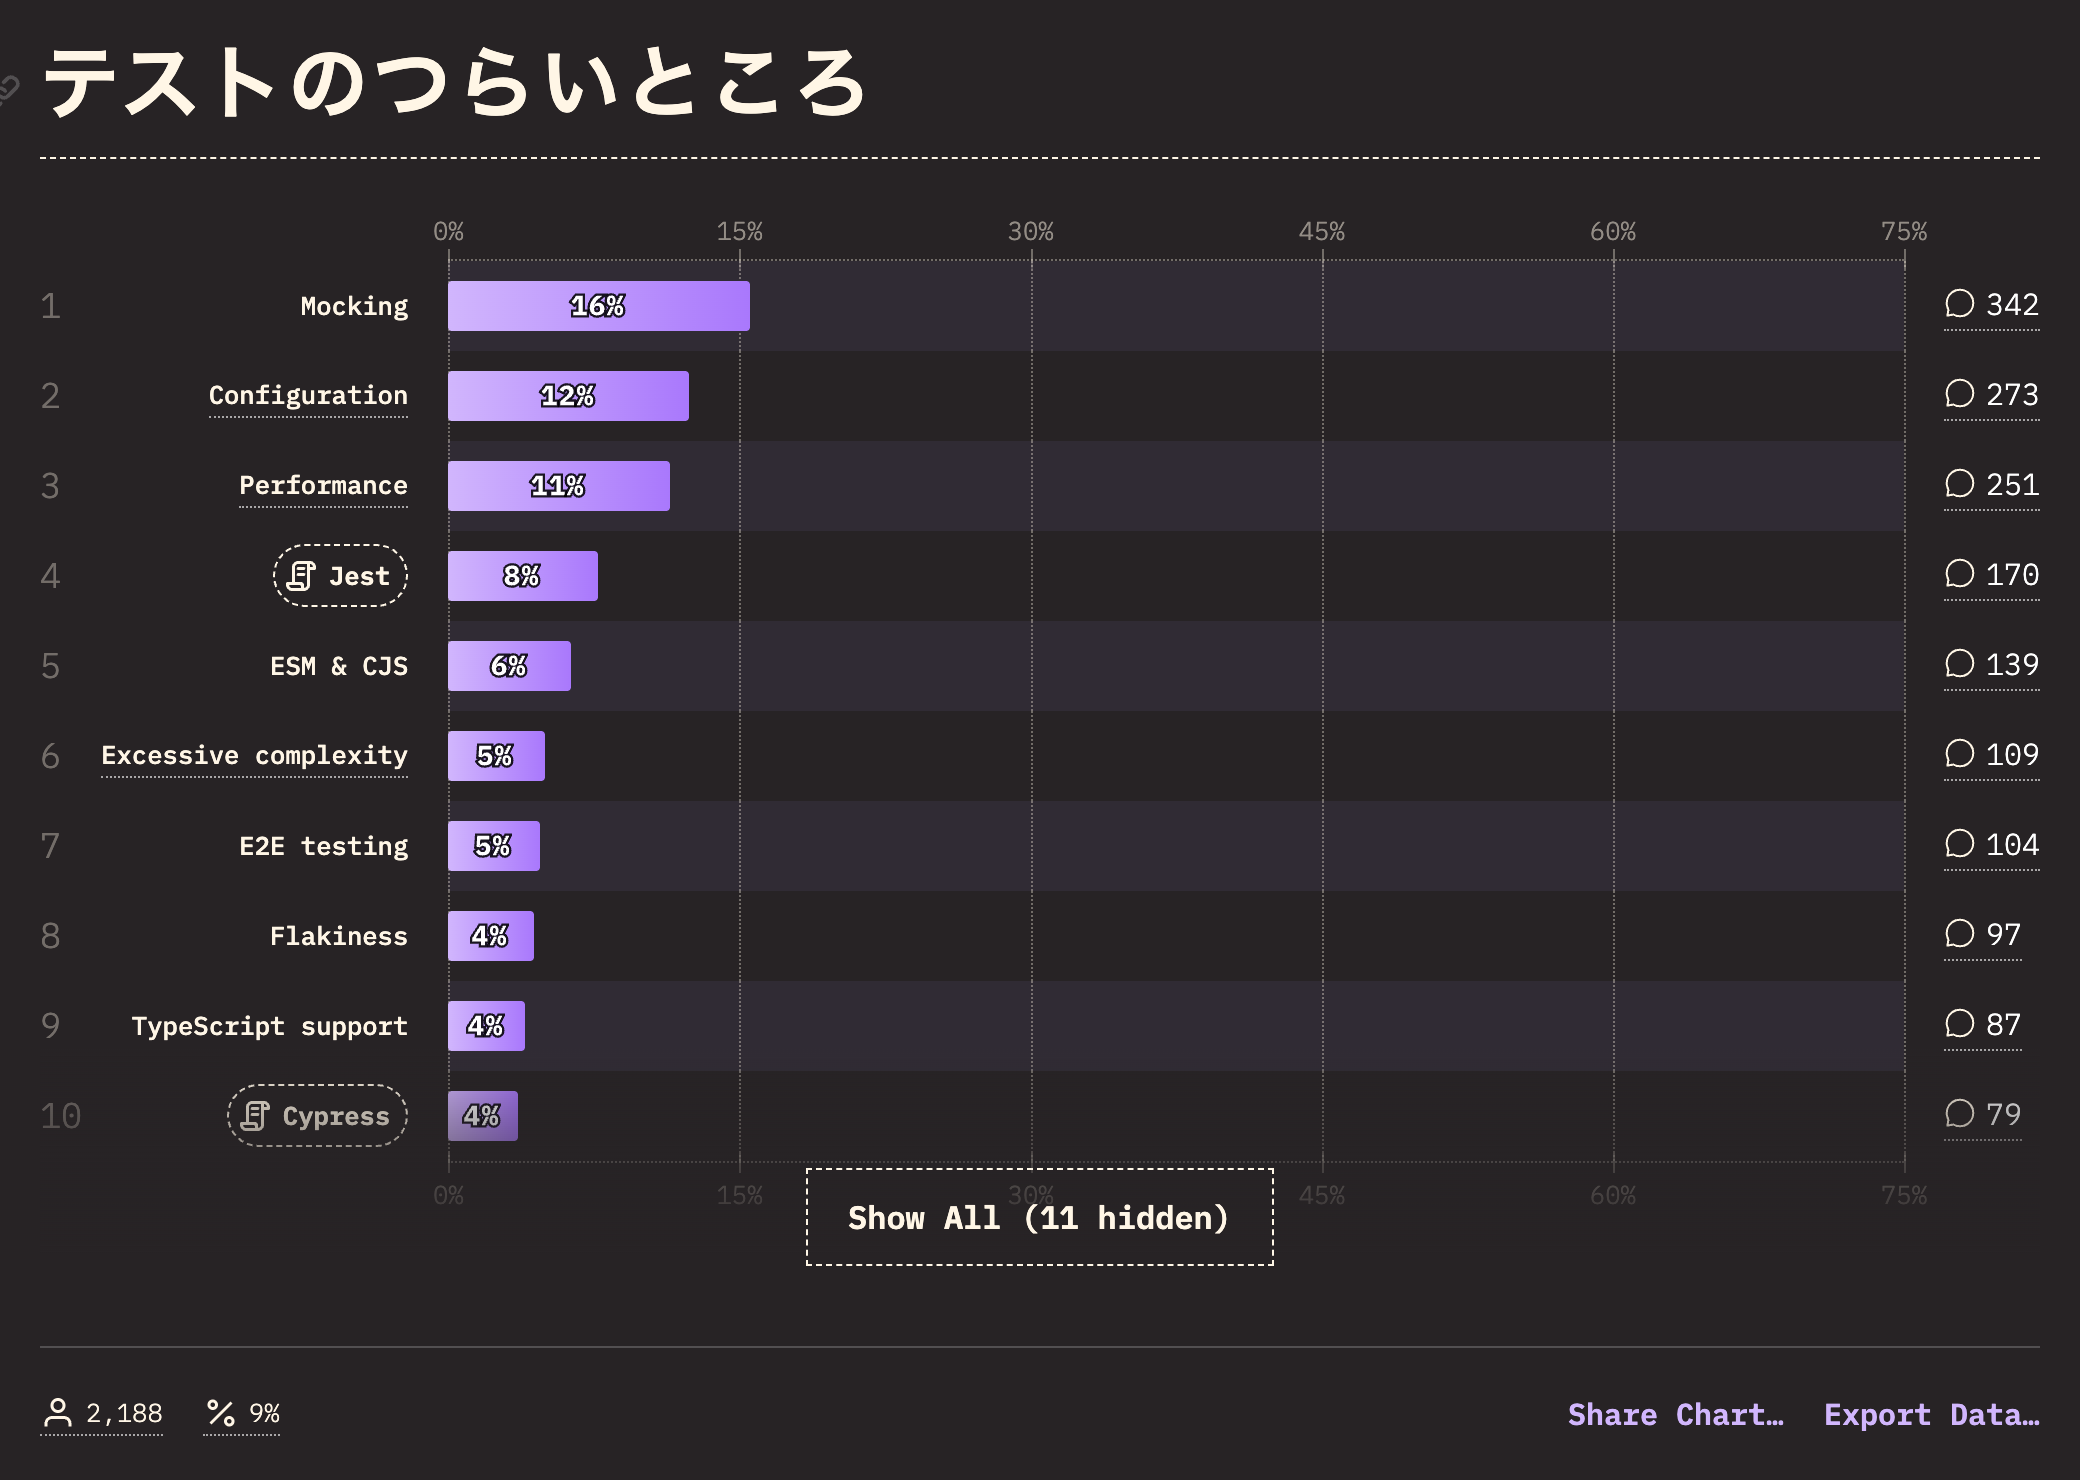 テストのつらいところ
0% 15% 30% 45% 60% 75%
1 Mocking 16% 342
2 Configuration 12% 273
3 Performance 11% 251
4 Jest 8% 170
5 ESM & CJS 6% 139
6 Excessive complexity 5% 109
7 E2E testing 5% 104
8 Flakiness 4% 97
9 TypeScript support 4% 87
10 Cypress 4% 79
0% 15% 30% 45% 60% 75%
Show All (11 hidden)
2,188 9% Share Chart… Export Data…